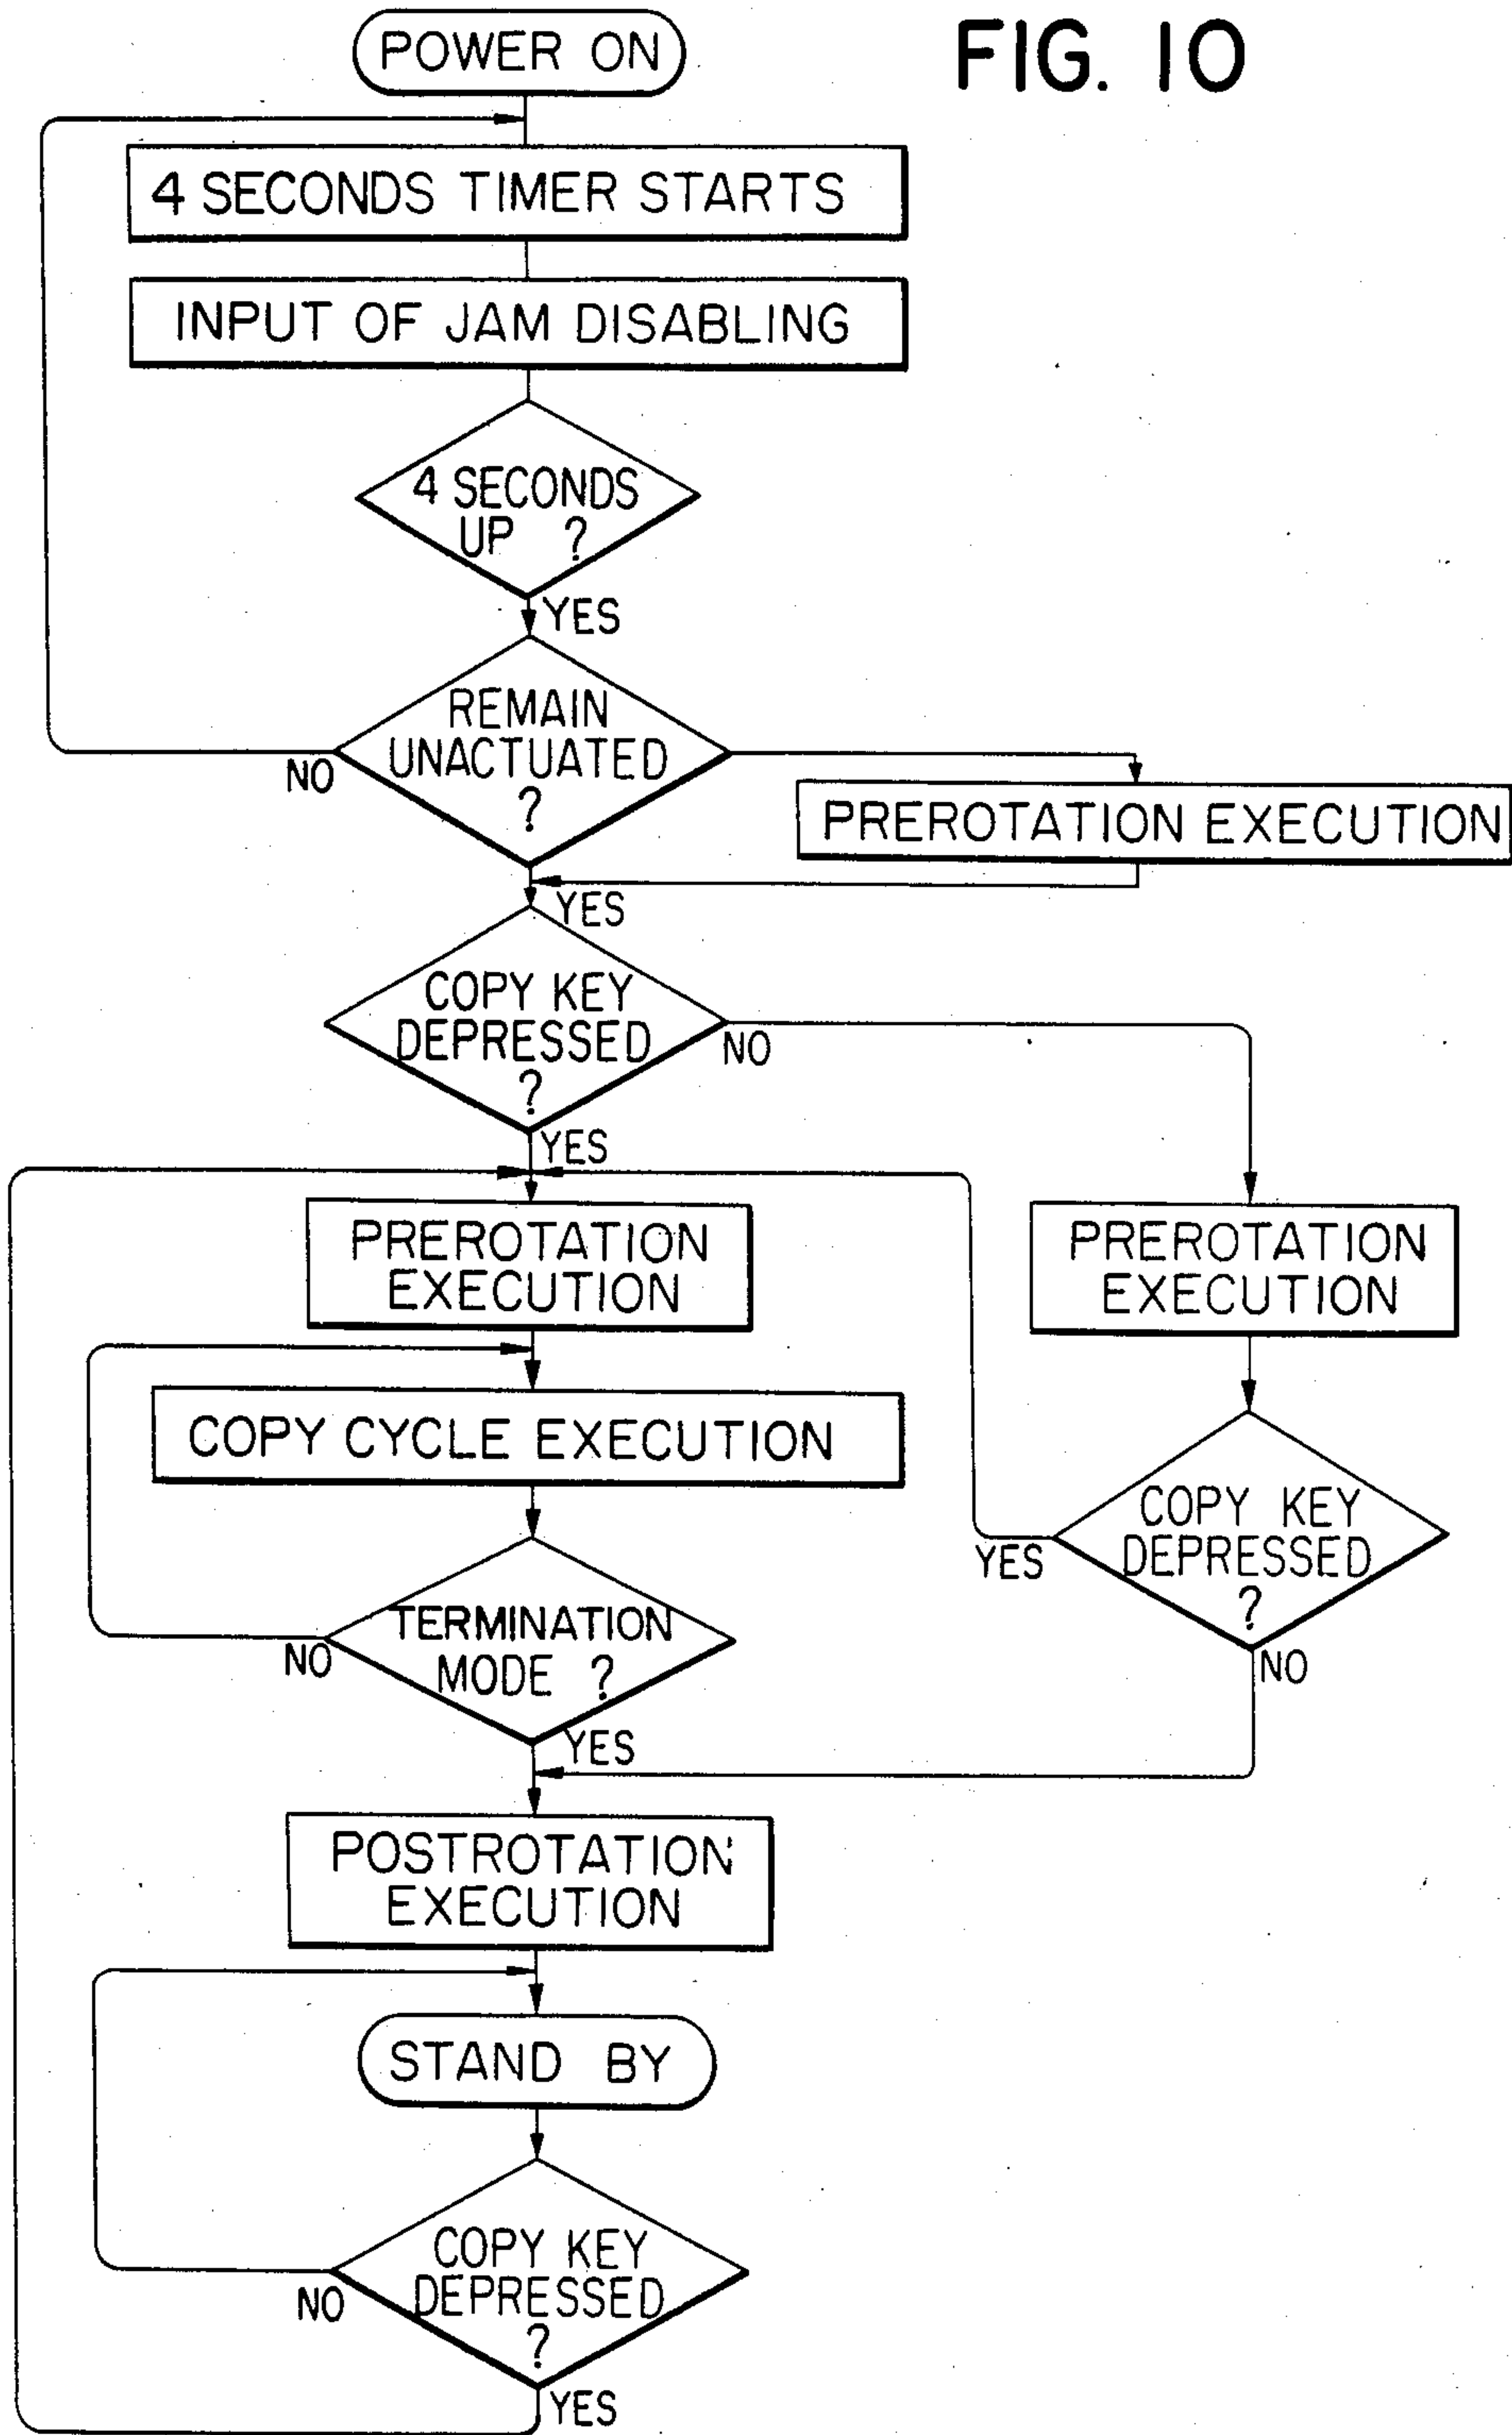 FIG. 10
POWER ON
4 SECONDS TIMER STARTS
INPUT OF JAM DISABLING
4 SECONDS
UP ?
YES
REMAIN
UNACTUATED
?
NO
PREROTATION EXECUTION
YES
COPY KEY
DEPRESSED
?
NO
YES
PREROTATION
EXECUTION
PREROTATION
EXECUTION
COPY CYCLE EXECUTION
COPY KEY
DEPRESSED
?
YES
NO
TERMINATION
MODE ?
NO
YES
POSTROTATION
EXECUTION
STAND BY
COPY KEY
DEPRESSED
?
NO
YES